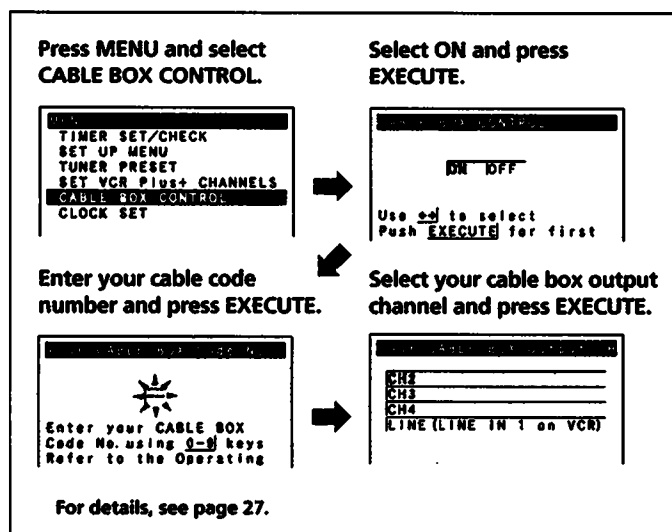 Press MENU and select
CABLE BOX CONTROL.
TIMER SET/CHECK
SET UP MENU
TUNER PRESET
SET VCR Plus+ CHANNELS
CABLE BOX CONTROL
CLOCK SET
Select ON and press
EXECUTE.
ON OFF
Use ↔ to select
Push EXECUTE for first
Enter your cable code
number and press EXECUTE.
Enter your CABLE BOX
Code No. using 0-9 keys
Refer to the Operating
Select your cable box output
channel and press EXECUTE.
CH2
CH3
CH4
LINE (LINE IN 1 on VCR)
For details, see page 27.